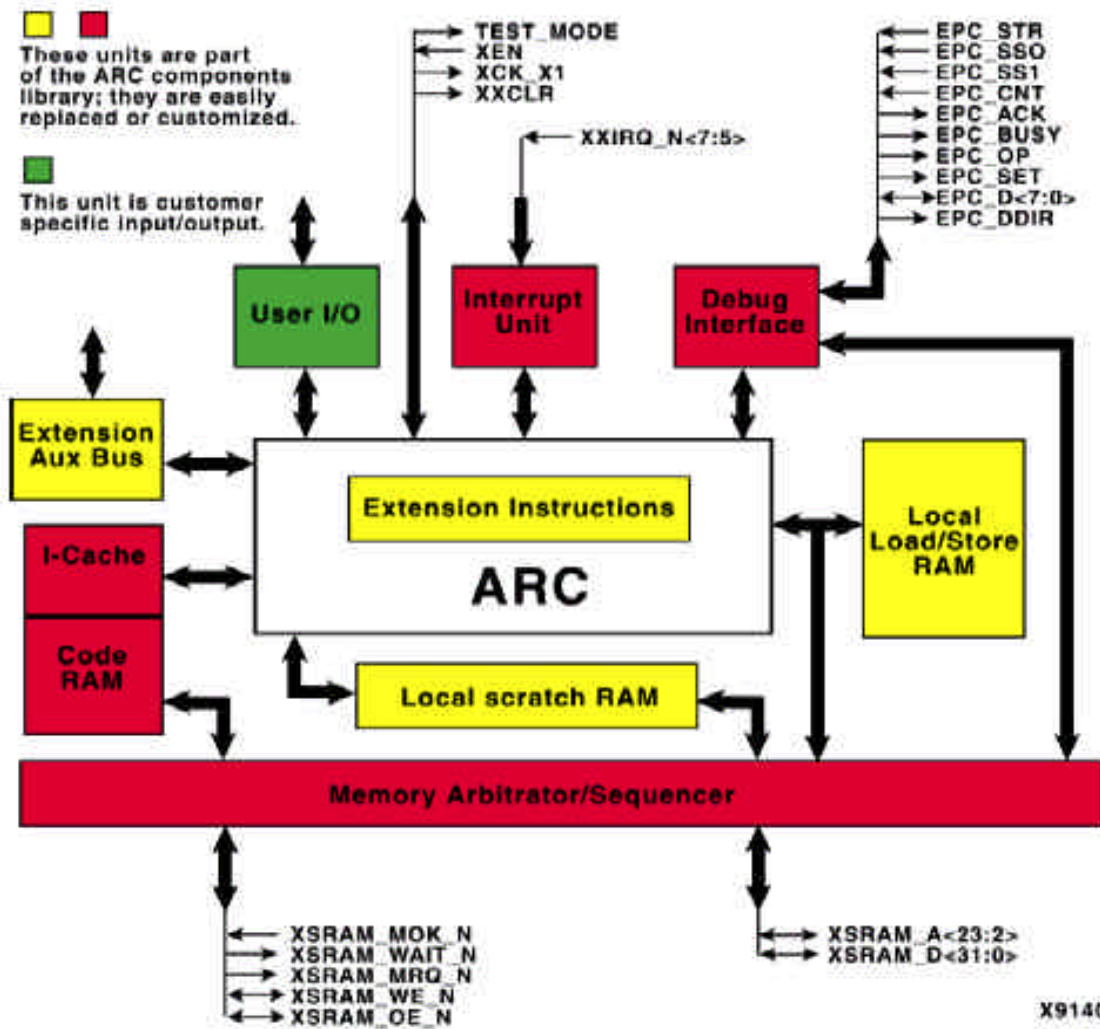 These units are part
of the ARC components
library; they are easily
replaced or customized.
This unit is customer
specific input/output.
TEST_MODE
XEN
XCK_X1
XXCLR
XXIRQ_N<7:5>
EPC_STR
EPC_SSO
EPC_SS1
EPC_CNT
EPC_ACK
EPC_BUSY
EPC_OP
EPC_SET
EPC_D<7:0>
EPC_DDIR
User I/O
Interrupt
Unit
Debug
Interface
Extension
Aux Bus
Extension Instructions
ARC
Local
Load/Store
RAM
I-Cache
Code
RAM
Local scratch RAM
Memory Arbitrator/Sequencer
XSRAM_MOK_N
XSRAM_WAIT_N
XSRAM_MRQ_N
XSRAM_WE_N
XSRAM_OE_N
XSRAM_A<23:2>
XSRAM_D<31:0>
X9140